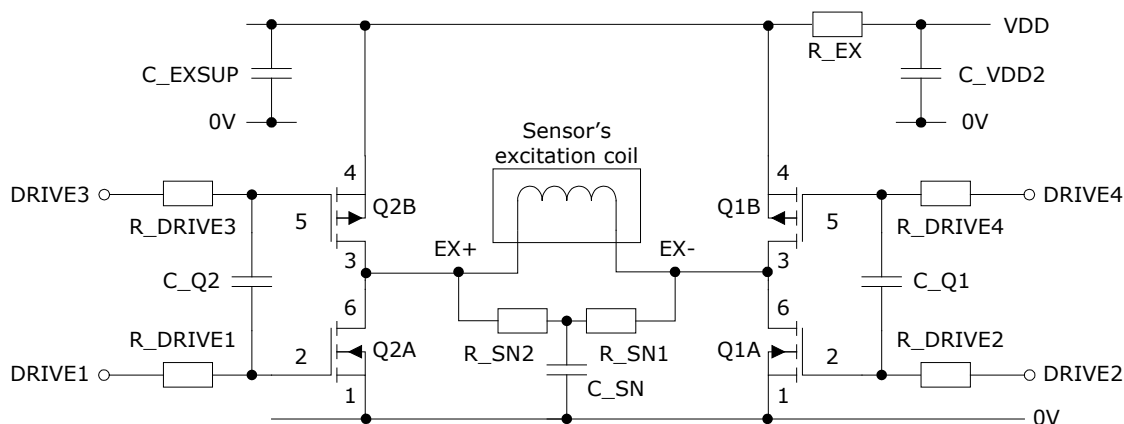 VDD
R_EX
C_EXSUP
C_VDD2
0V
0V
Sensor's
excitation coil
4
4
DRIVE3
Q2B
Q1B
DRIVE4
R_DRIVE3
5
5
R_DRIVE4
EX+
EX-
3
3
C_Q2
C_Q1
6
6
R_DRIVE1
R_DRIVE2
2
Q2A
R_SN2
R_SN1
Q1A
2
DRIVE1
DRIVE2
C_SN
1
1
0V